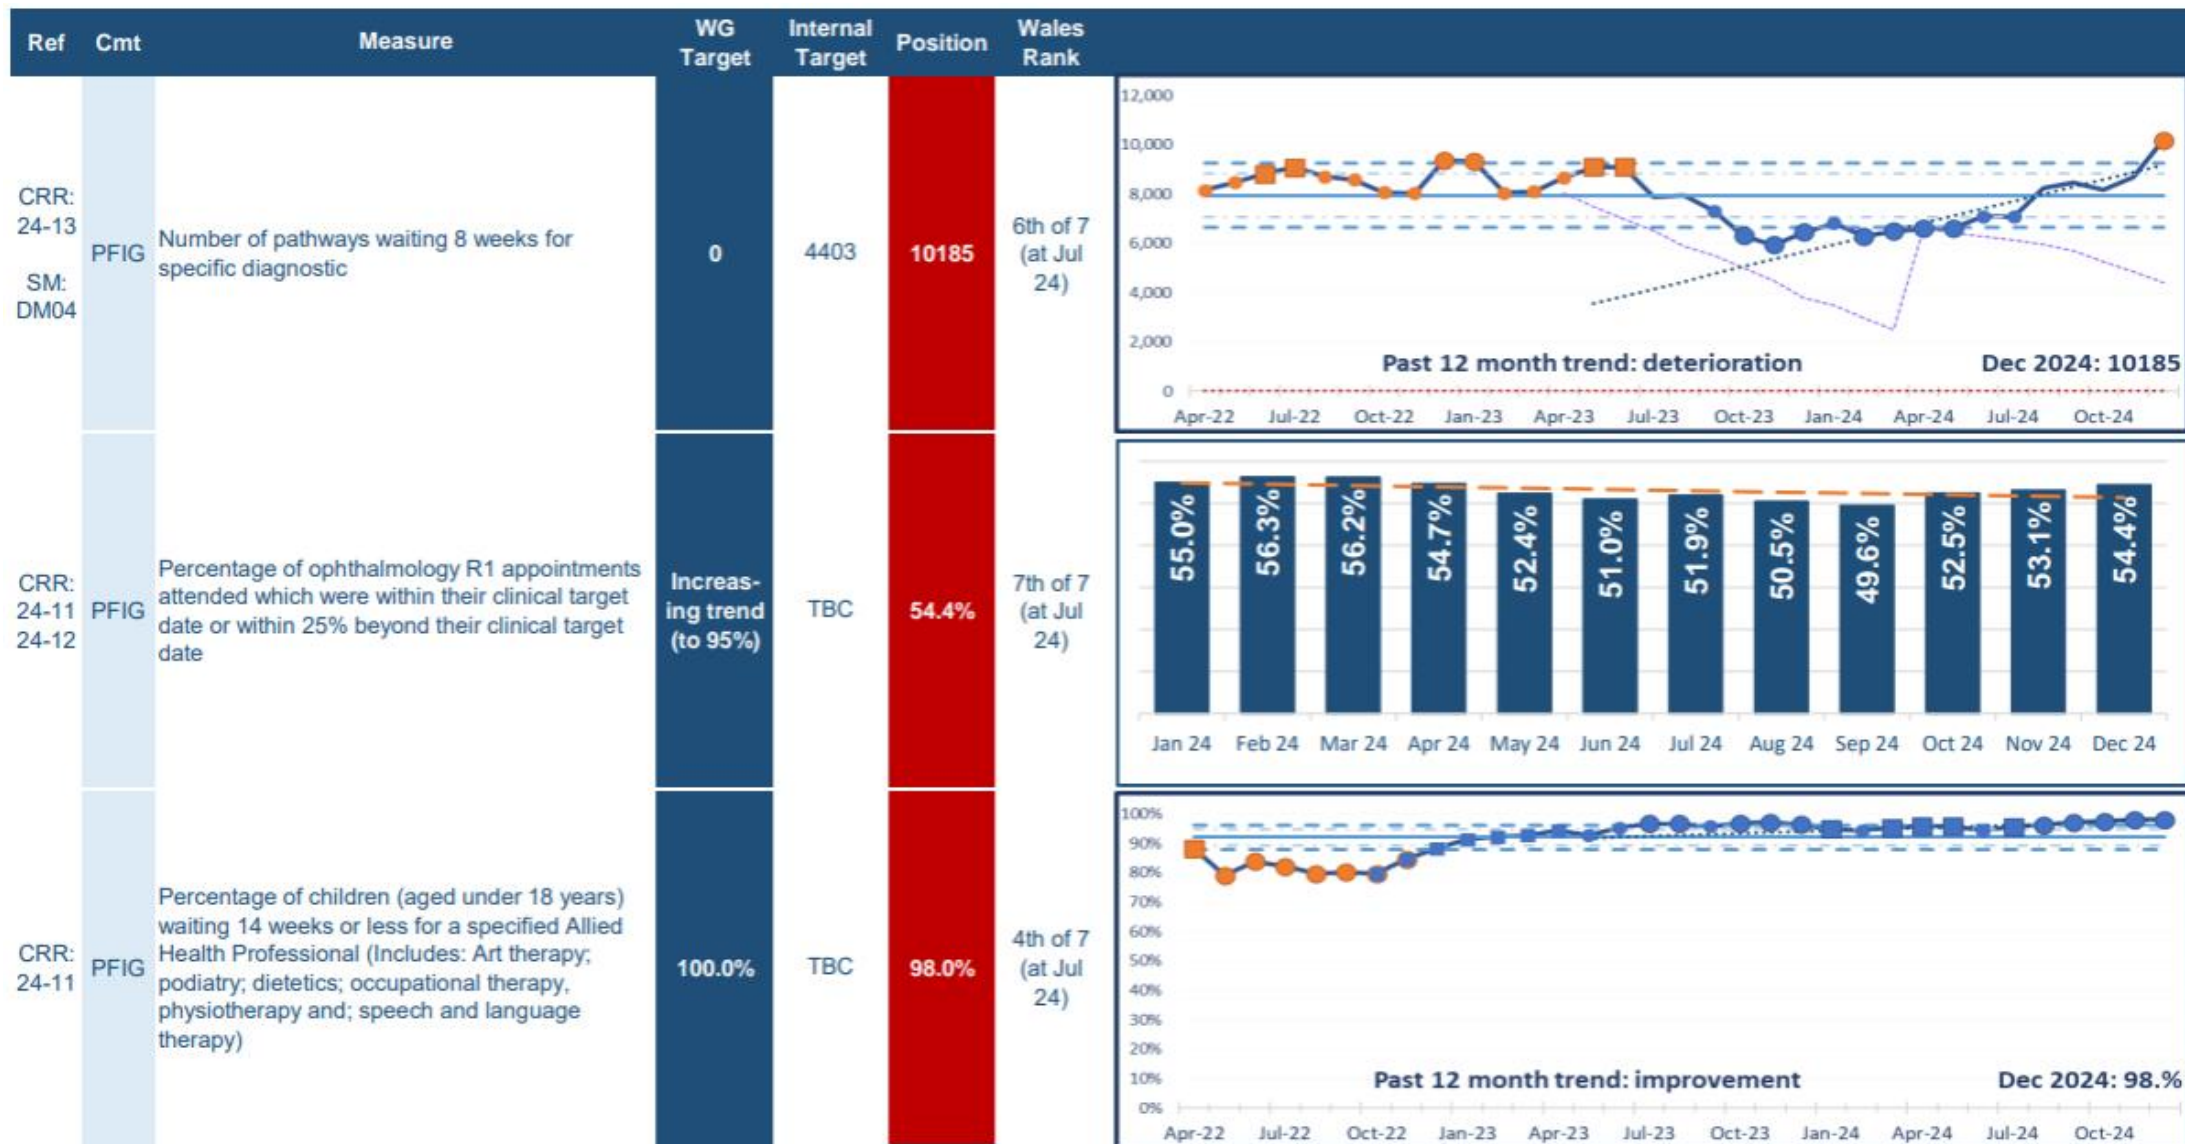 Ref Cmt Measure WG Target Internal Target Position Wales Rank
CRR:
24-13
SM:
DM04
PFIG
Number of pathways waiting 8 weeks for
specific diagnostic
0
4403
10185
6th of 7
(at Jul
24)
12,000
10,000
8,000
6,000
4,000
2,000
0
Past 12 month trend: deterioration
Dec 2024: 10185
Apr-22 Jul-22 Oct-22 Jan-23 Apr-23 Jul-23 Oct-23 Jan-24 Apr-24 Jul-24 Oct-24
CRR:
24-11
24-12
PFIG
Percentage of ophthalmology R1 appointments
attended which were within their clinical target
date or within 25% beyond their clinical target
date
Increas-
ing trend
(to 95%)
TBC
54.4%
7th of 7
(at Jul
24)
55.0% 56.3% 56.2% 54.7% 52.4% 51.0% 51.9% 50.5% 49.6% 52.5% 53.1% 54.4%
Jan 24 Feb 24 Mar 24 Apr 24 May 24 Jun 24 Jul 24 Aug 24 Sep 24 Oct 24 Nov 24 Dec 24
CRR:
24-11
PFIG
Percentage of children (aged under 18 years)
waiting 14 weeks or less for a specified Allied
Health Professional (Includes: Art therapy;
podiatry; dietetics; occupational therapy,
physiotherapy and; speech and language
therapy)
100.0%
TBC
98.0%
4th of 7
(at Jul
24)
100%
90%
80%
70%
60%
50%
40%
30%
20%
10%
0%
Past 12 month trend: improvement
Dec 2024: 98.%
Apr-22 Jul-22 Oct-22 Jan-23 Apr-23 Jul-23 Oct-23 Jan-24 Apr-24 Jul-24 Oct-24